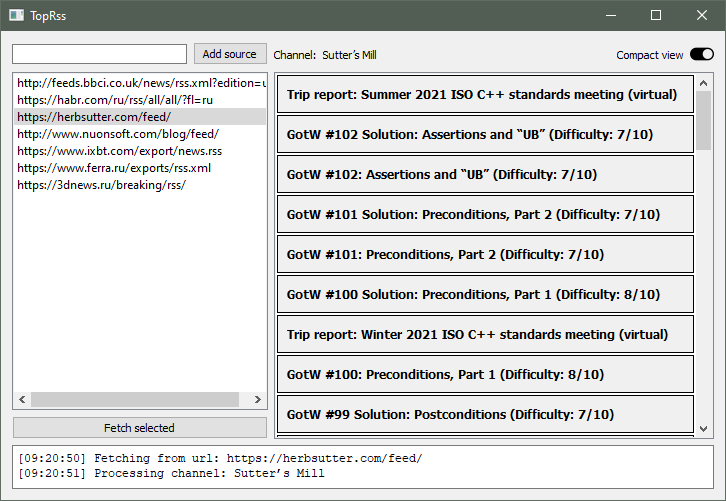 TopRss
Add source
Channel: Sutter’s Mill
Compact view
http://feeds.bbci.co.uk/news/rss.xml?edition=u
https://habr.com/ru/rss/all/all/?fl=ru
https://herbsutter.com/feed/
http://www.nuonsoft.com/blog/feed/
https://www.ixbt.com/export/news.rss
https://www.ferra.ru/exports/rss.xml
https://3dnews.ru/breaking/rss/
Fetch selected
Trip report: Summer 2021 ISO C++ standards meeting (virtual)
GotW #102 Solution: Assertions and “UB” (Difficulty: 7/10)
GotW #102: Assertions and “UB” (Difficulty: 7/10)
GotW #101 Solution: Preconditions, Part 2 (Difficulty: 7/10)
GotW #101: Preconditions, Part 2 (Difficulty: 7/10)
GotW #100 Solution: Preconditions, Part 1 (Difficulty: 8/10)
Trip report: Winter 2021 ISO C++ standards meeting (virtual)
GotW #100: Preconditions, Part 1 (Difficulty: 8/10)
GotW #99 Solution: Postconditions (Difficulty: 7/10)
[09:20:50] Fetching from url: https://herbsutter.com/feed/
[09:20:51] Processing channel: Sutter’s Mill